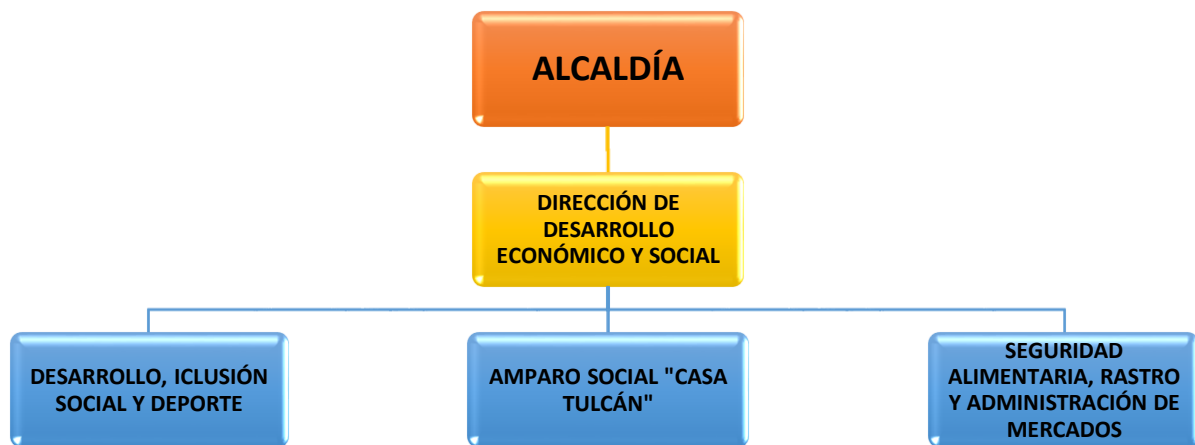 ALCALDÍA
DIRECCIÓN DE
DESARROLLO
ECONÓMICO Y SOCIAL
DESARROLLO, ICLUSIÓN
SOCIAL Y DEPORTE
AMPARO SOCIAL "CASA
TULCÁN"
SEGURIDAD
ALIMENTARIA, RASTRO
Y ADMINISTRACIÓN DE
MERCADOS